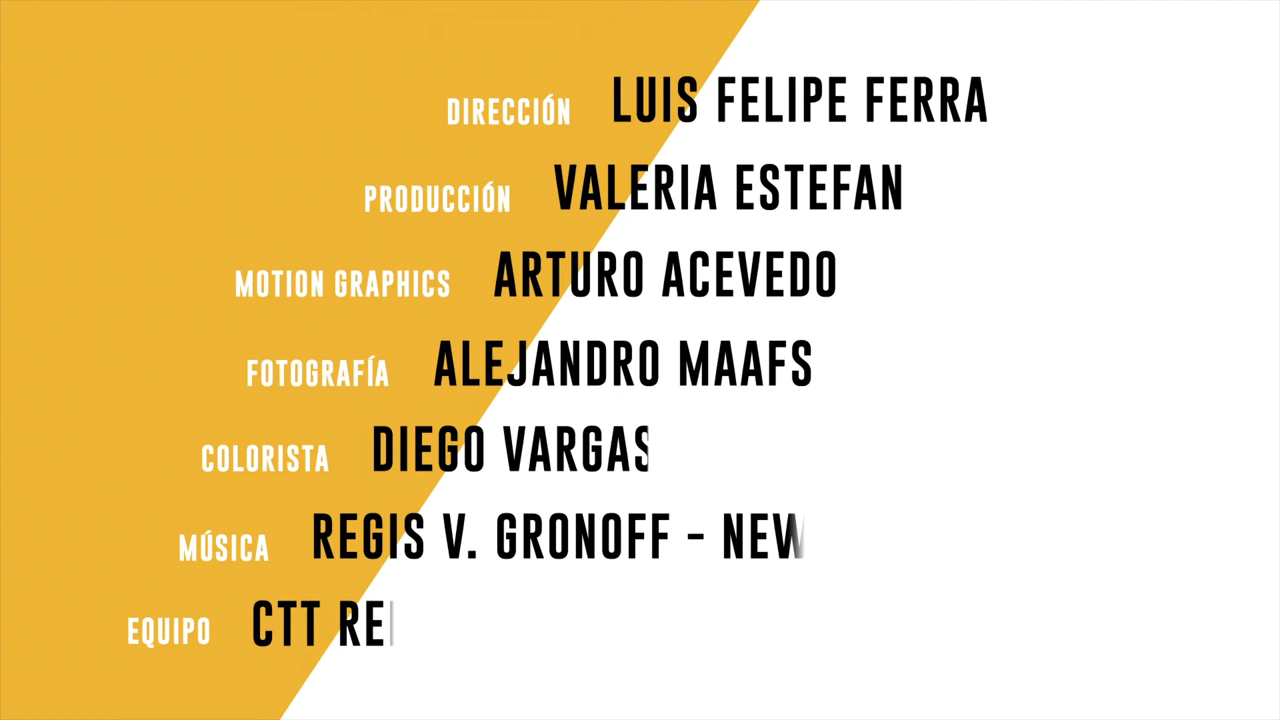 DIRECCIÓN LUIS FELIPE FERRA
PRODUCCIÓN VALERIA ESTEFAN
MOTION GRAPHICS ARTURO ACEVEDO
FOTOGRAFÍA ALEJANDRO MAAFS
COLORISTA DIEGO VARGAS
MÚSICA REGIS V. GRONOFF - NEW
EQUIPO CTT